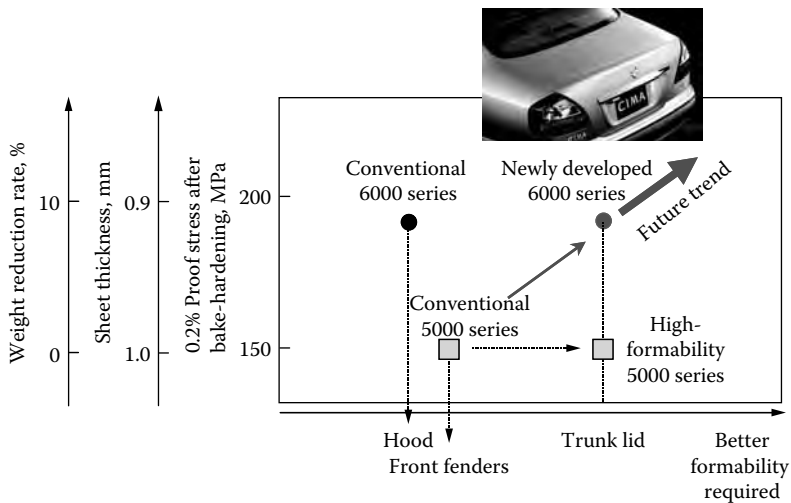 Weight reduction rate, %
10
0
Sheet thickness, mm
0.9
1.0
0.2% Proof stress after
bake-hardening, MPa
200
150
CIMA
Conventional
6000 series
Newly developed
6000 series
Future trend
Conventional
5000 series
High-
formability
5000 series
Hood
Front fenders
Trunk lid
Better
formability
required